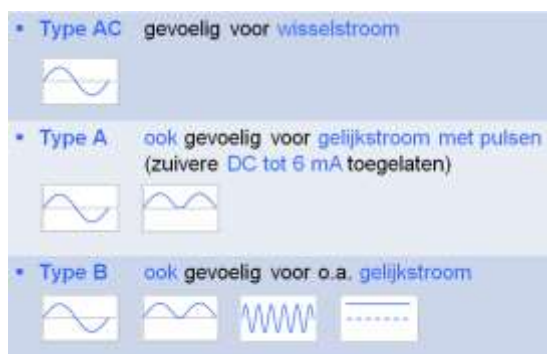 • Type AC gevoelig voor wisselstroom
• Type A ook gevoelig voor gelijkstroom met pulsen
(zuivere DC tot 6 mA toegelaten)
• Type B ook gevoelig voor o.a. gelijkstroom